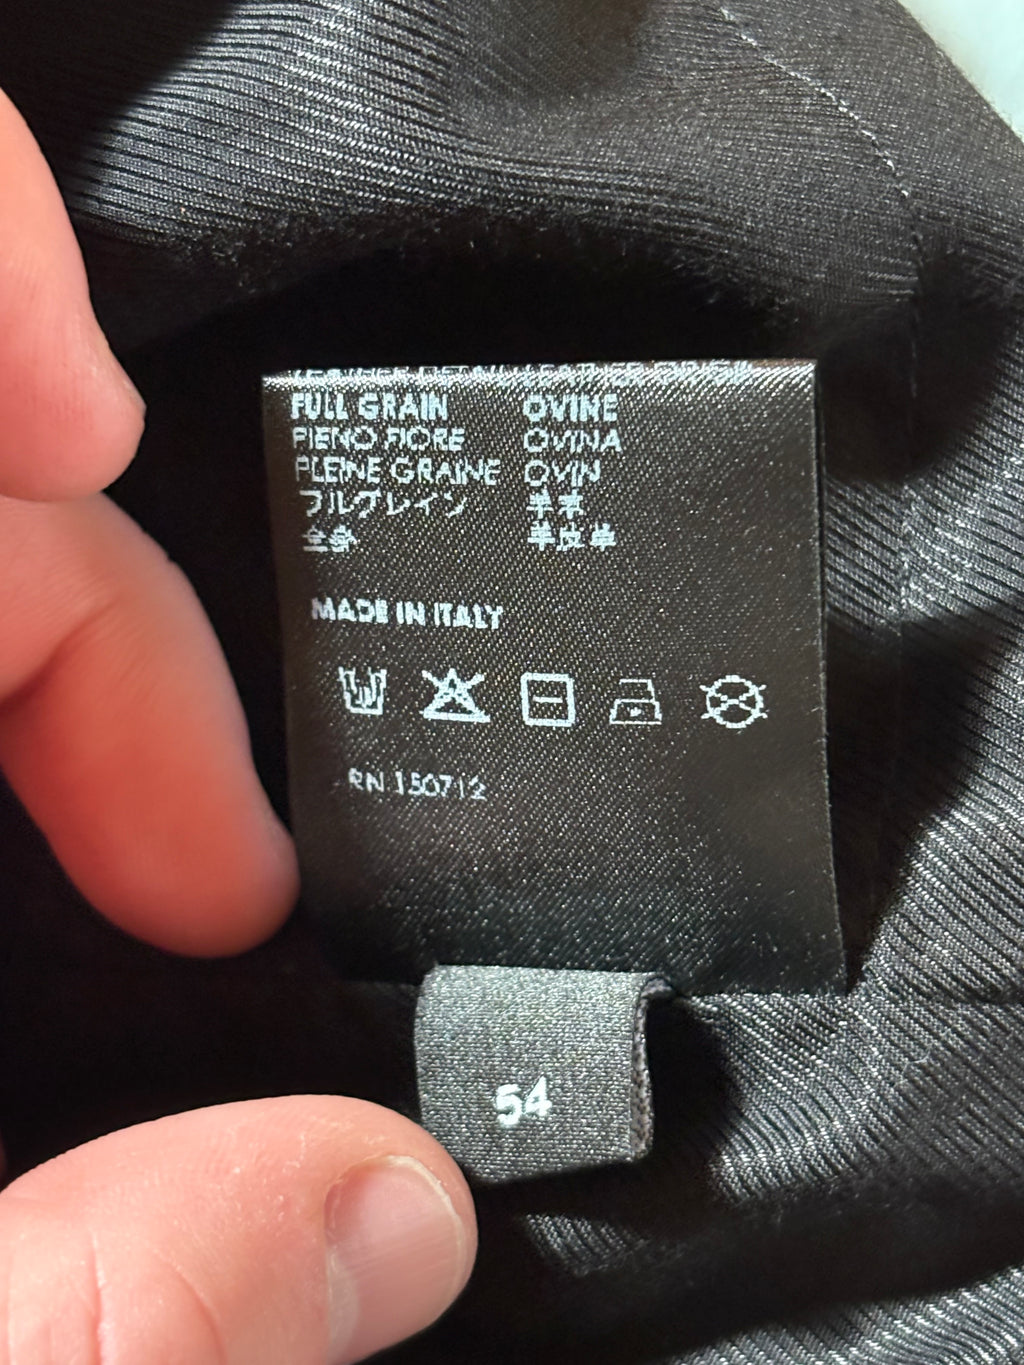 FULL GRAIN OVINE
PIENO FIORE OVINA
PLEINE GRAINE OVIN
フルグレイン 羊革
全身 羊皮革
MADE IN ITALY
RN 150712
54